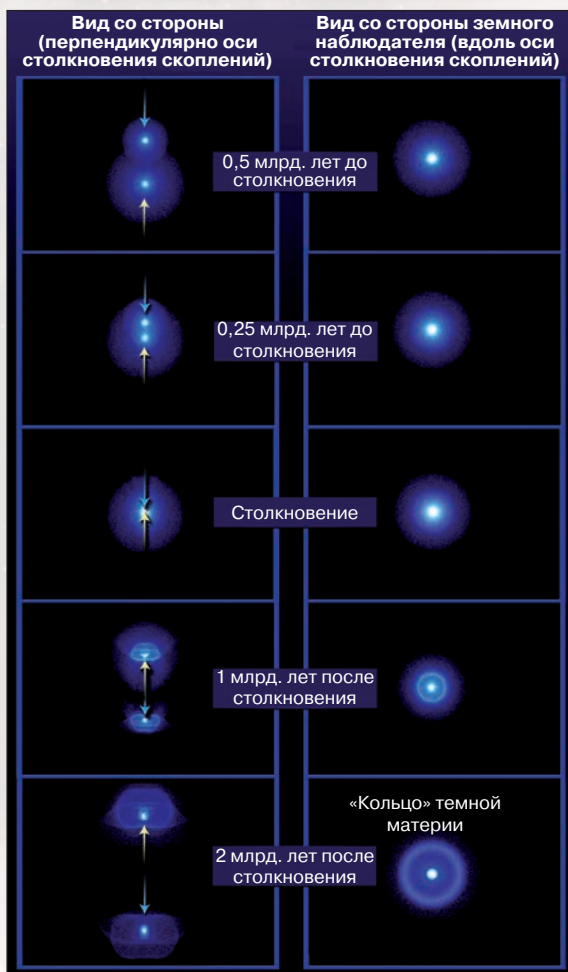 Вид со стороны
(перпендикулярно оси
столкновения скоплений)
Вид со стороны земного
наблюдателя (вдоль оси
столкновения скоплений)
0,5 млрд. лет до
столкновения
0,25 млрд. лет до
столкновения
Столкновение
1 млрд. лет после
столкновения
«Кольцо» темной
материи
2 млрд. лет после
столкновения